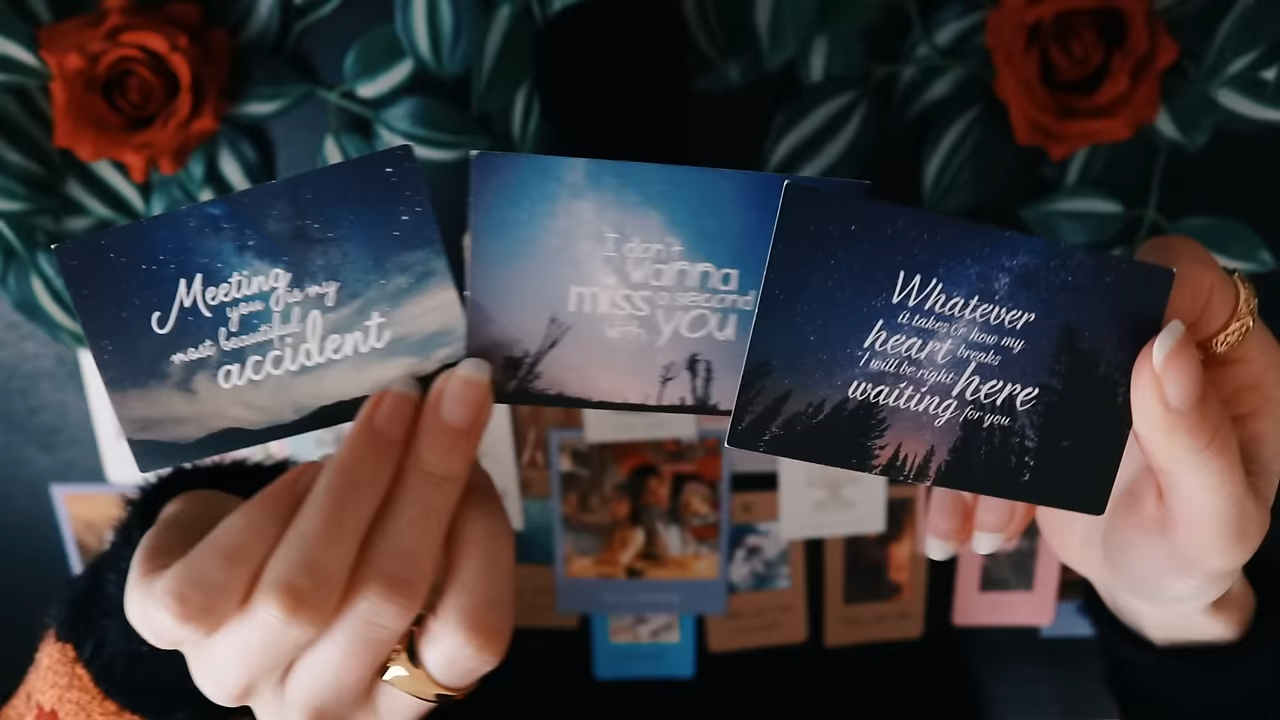 Meeting
you is my
most beautiful
accident
I don't
wanna
miss a second
with you
Whatever
it takes or how my
heart breaks
I will be right here
waiting for you